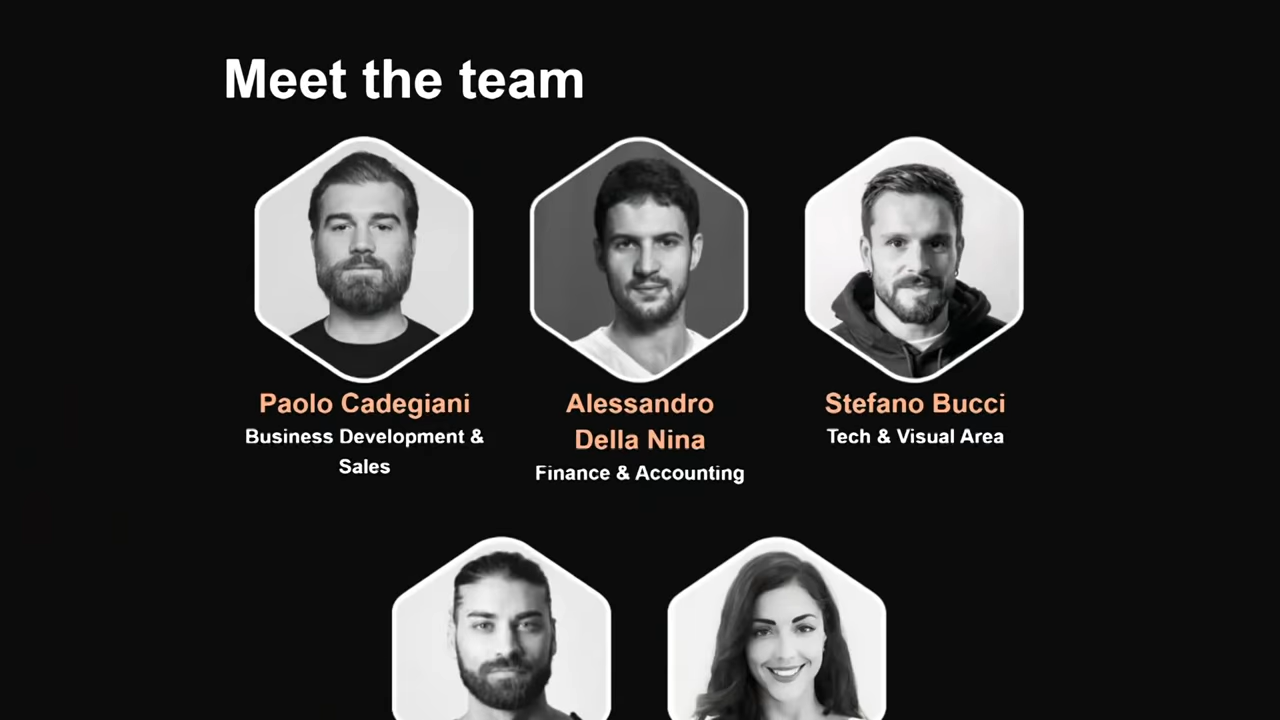 Meet the team
Paolo Cadegiani
Business Development &
Sales
Alessandro
Della Nina
Finance & Accounting
Stefano Bucci
Tech & Visual Area